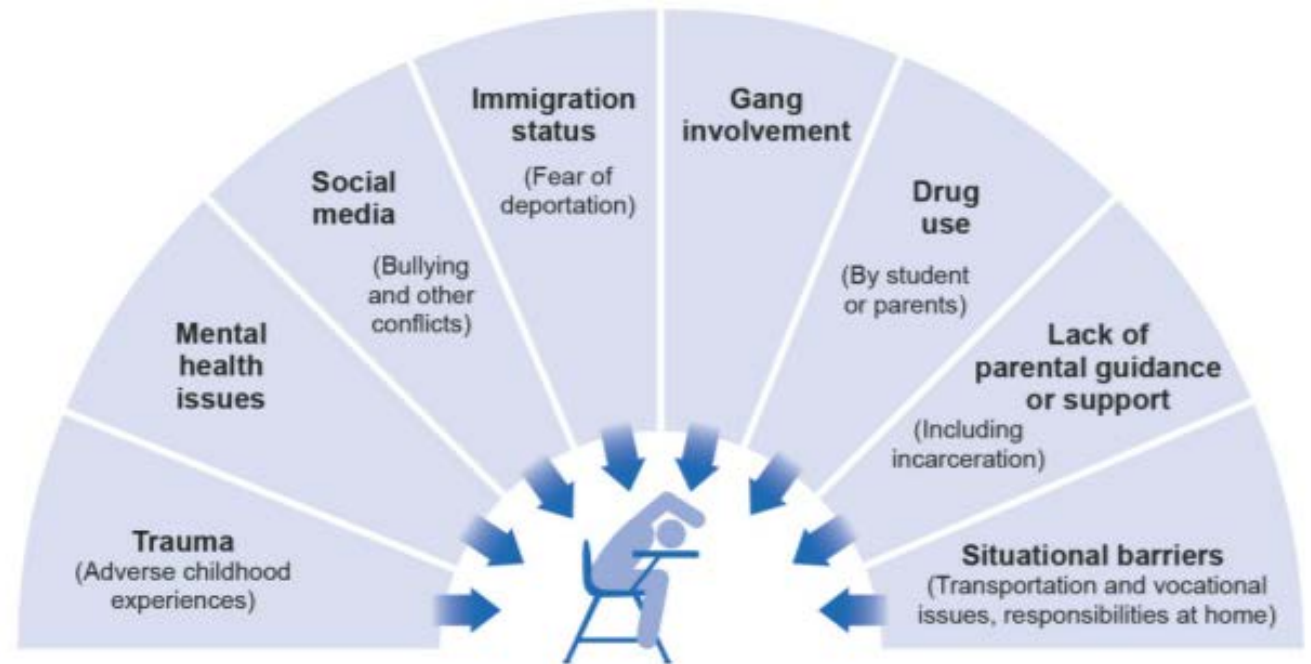 Trauma
(Adverse childhood
experiences)
Mental
health
issues
Social
media
(Bullying
and other
conflicts)
Immigration
status
(Fear of
deportation)
Gang
involvement
Drug
use
(By student
or parents)
Lack of
parental guidance
or support
(Including
incarceration)
Situational barriers
(Transportation and vocational
issues, responsibilities at home)